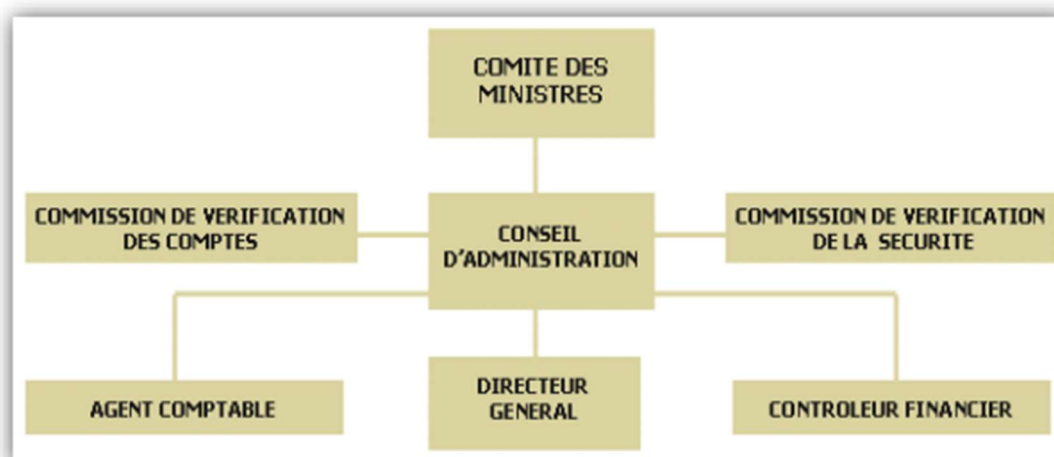 COMITE DES
MINISTRES
COMMISSION DE VERIFICATION
DES COMPTES
CONSEIL
D'ADMINISTRATION
COMMISSION DE VERIFICATION
DE LA SECURITE
AGENT COMPTABLE
DIRECTEUR
GENERAL
CONTROLEUR FINANCIER